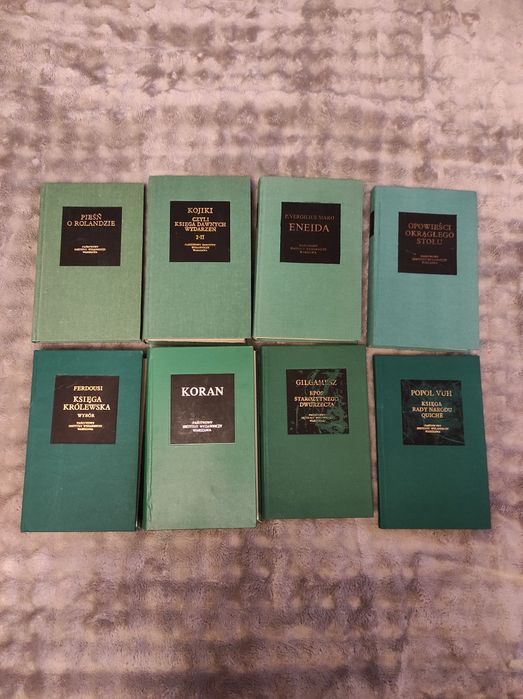 PIEŚŃ
O ROLANDZIE
PAŃSTWOWY
INSTYTUT WYDAWNICZY
WARSZAWA
KOJIKI
CZYLI
KSIĘGA DAWNYCH
WYDARZEŃ
I-II
PAŃSTWOWY INSTYTUT
WYDAWNICZY
WARSZAWA
P.VERGILIUS MARO
ENEIDA
PAŃSTWOWY
INSTYTUT WYDAWNICZY
WARSZAWA
OPOWIEŚCI
OKRĄGŁEGO
STOŁU
PAŃSTWOWY
INSTYTUT WYDAWNICZY
WARSZAWA
FERDOUSI
KSIĘGA
KRÓLEWSKA
WYBÓR
PAŃSTWOWY
INSTYTUT WYDAWNICZY
WARSZAWA
KORAN
PAŃSTWOWY
INSTYTUT WYDAWNICZY
WARSZAWA
GILGAMESZ
EPOS
STAROŻYTNEGO
DWURZECZA
PAŃSTWOWY
INSTYTUT WYDAWNICZY
WARSZAWA
POPOL VUH
KSIĘGA
RADY NARODU
QUICHÉ
PAŃSTWOWY
INSTYTUT WYDAWNICZY
WARSZAWA